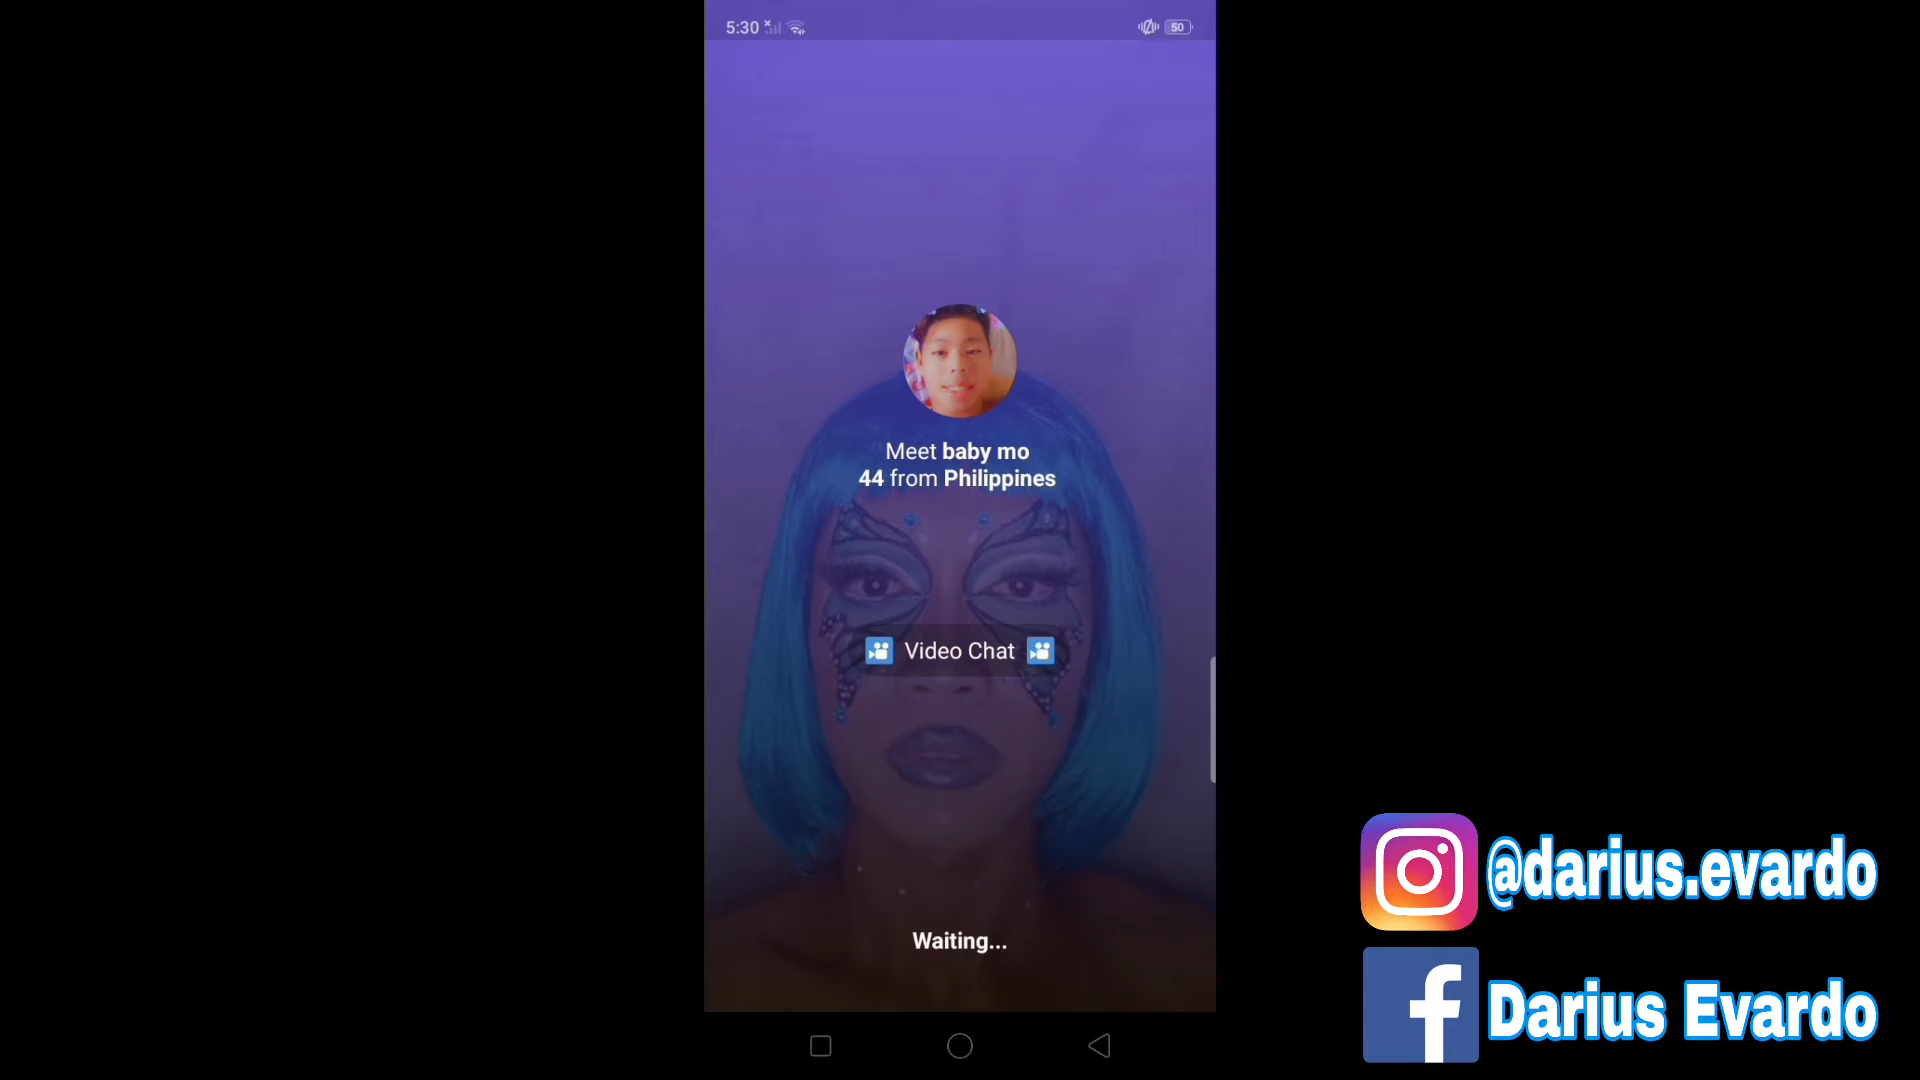 5:30
50
Meet baby mo
44 from Philippines
Video Chat
Waiting...
@darius.evardo
Darius Evardo